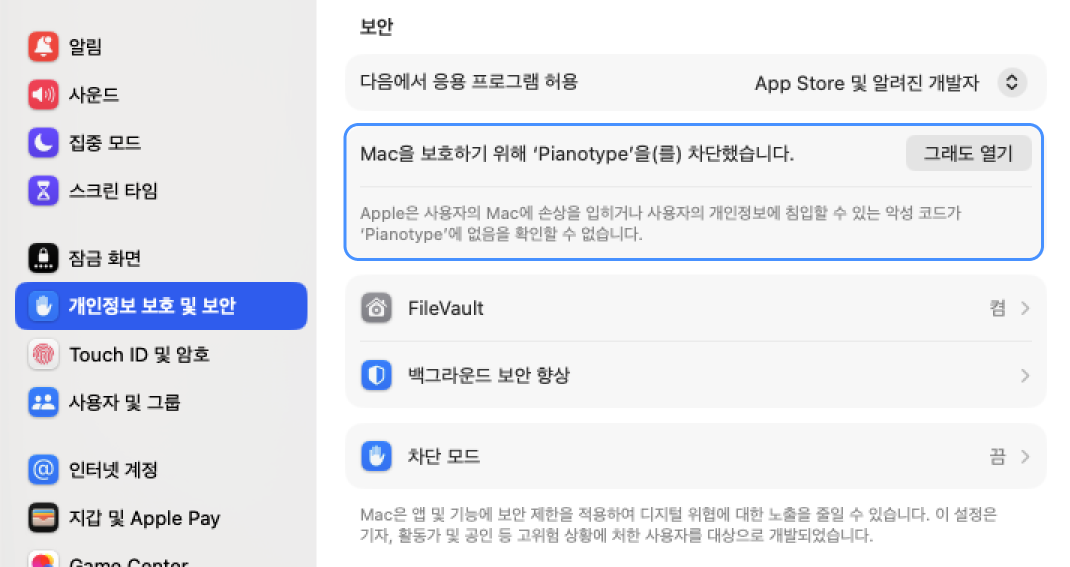 알림
사운드
집중 모드
스크린 타임
잠금 화면
개인정보 보호 및 보안
Touch ID 및 암호
사용자 및 그룹
인터넷 계정
지갑 및 Apple Pay
Game Center
보안
다음에서 응용 프로그램 허용
App Store 및 알려진 개발자
Mac을 보호하기 위해 ‘Pianotype’을(를) 차단했습니다.
그래도 열기
Apple은 사용자의 Mac에 손상을 입히거나 사용자의 개인정보에 침입할 수 있는 악성 코드가
‘Pianotype’에 없음을 확인할 수 없습니다.
FileVault
켬
백그라운드 보안 향상
차단 모드
끔
Mac은 앱 및 기능에 보안 제한을 적용하여 디지털 위협에 대한 노출을 줄일 수 있습니다. 이 설정은
기자, 활동가 및 공인 등 고위험 상황에 처한 사용자를 대상으로 개발되었습니다.